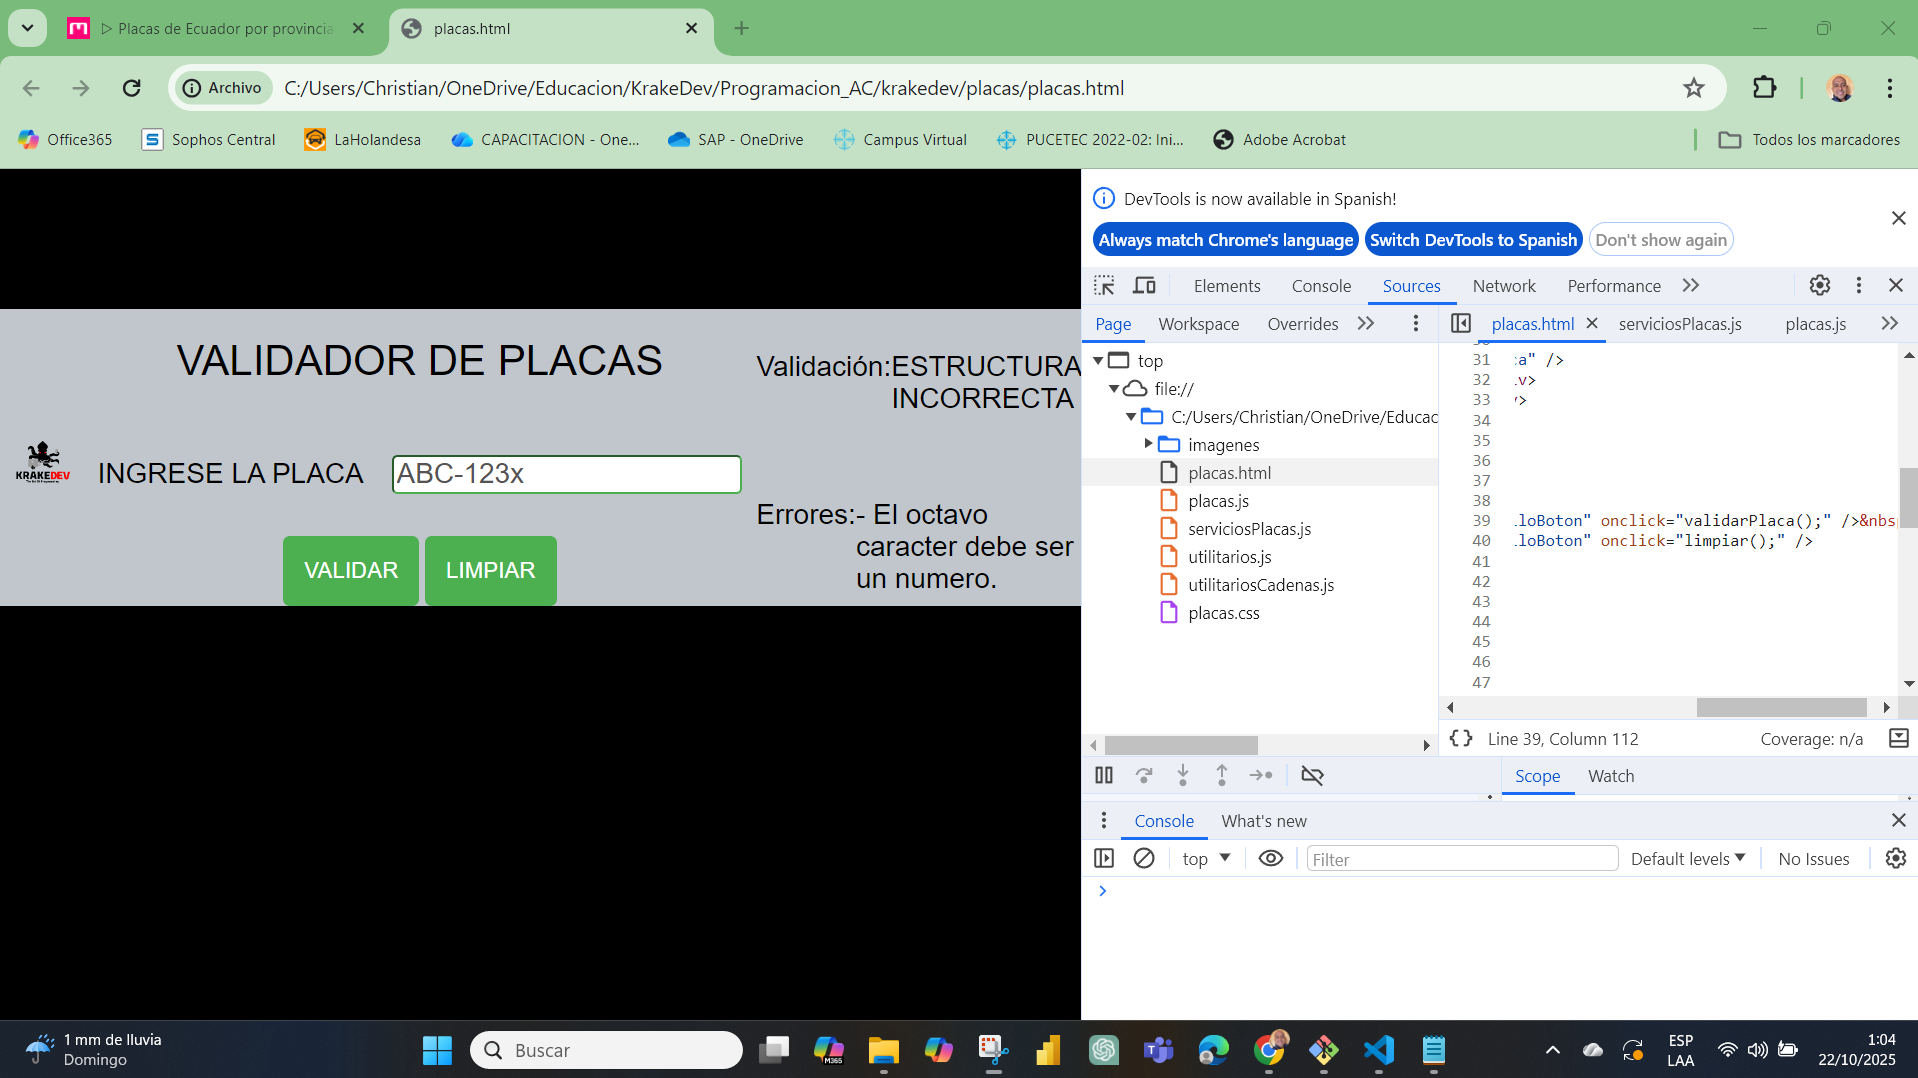 ▷ Placas de Ecuador por provincia
placas.html
Archivo
C:/Users/Christian/OneDrive/Educacion/KrakeDev/Programacion_AC/krakedev/placas/placas.html
Office365
Sophos Central
LaHolandesa
CAPACITACION - One...
SAP - OneDrive
Campus Virtual
PUCETEC 2022-02: Ini...
Adobe Acrobat
Todos los marcadores
VALIDADOR DE PLACAS
Validación:ESTRUCTURA
INCORRECTA
KRAKEDEV
INGRESE LA PLACA
ABC-123x
Errores:- El octavo
caracter debe ser
un numero.
VALIDAR
LIMPIAR
DevTools is now available in Spanish!
Always match Chrome's language
Switch DevTools to Spanish
Don't show again
Elements
Console
Sources
Network
Performance
Page
Workspace
Overrides
placas.html
serviciosPlacas.js
placas.js
top
file://
C:/Users/Christian/OneDrive/Educac
imagenes
placas.html
placas.js
serviciosPlacas.js
utilitarios.js
utilitariosCadenas.js
placas.css
31 a" />
32 v>
33 >
34
35
36
37
38
39 loBoton" onclick="validarPlaca();" />&nbs
40 loBoton" onclick="limpiar();" />
41
42
43
44
45
46
47
{} Line 39, Column 112
Coverage: n/a
Scope
Watch
Console
What's new
top
Filter
Default levels
No Issues
1 mm de lluvia
Domingo
Buscar
M365
ESP
LAA
1:04
22/10/2025